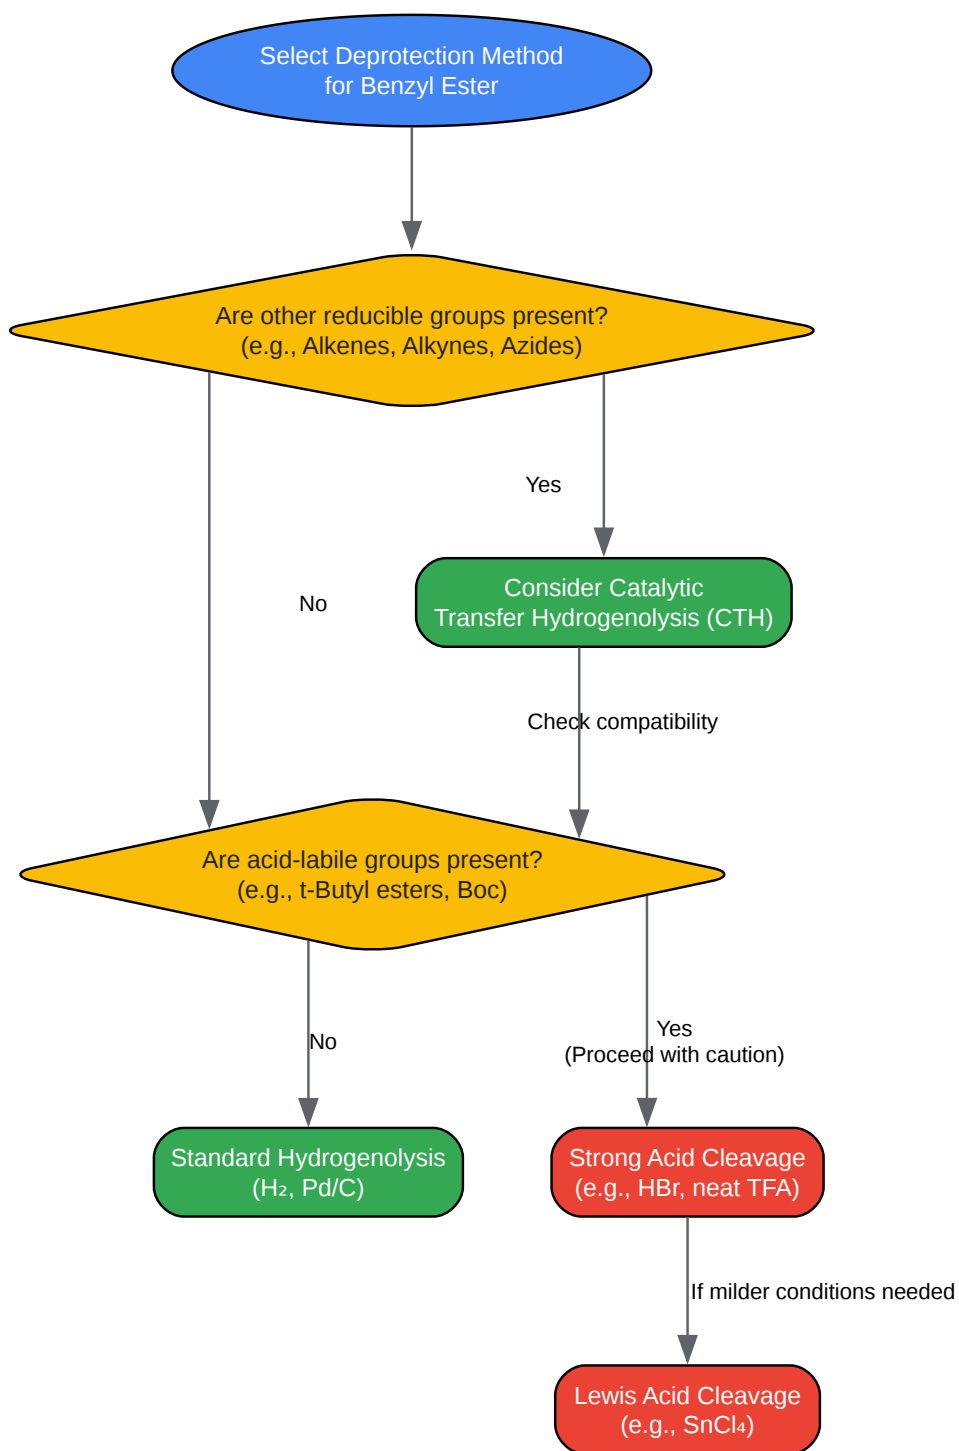 Select Deprotection Method
for Benzyl Ester
Are other reducible groups present?
(e.g., Alkenes, Alkynes, Azides)
Yes
No
Consider Catalytic
Transfer Hydrogenolysis (CTH)
Check compatibility
Are acid-labile groups present?
(e.g., t-Butyl esters, Boc)
No
Yes
(Proceed with caution)
Standard Hydrogenolysis
(H₂, Pd/C)
Strong Acid Cleavage
(e.g., HBr, neat TFA)
If milder conditions needed
Lewis Acid Cleavage
(e.g., SnCl₄)